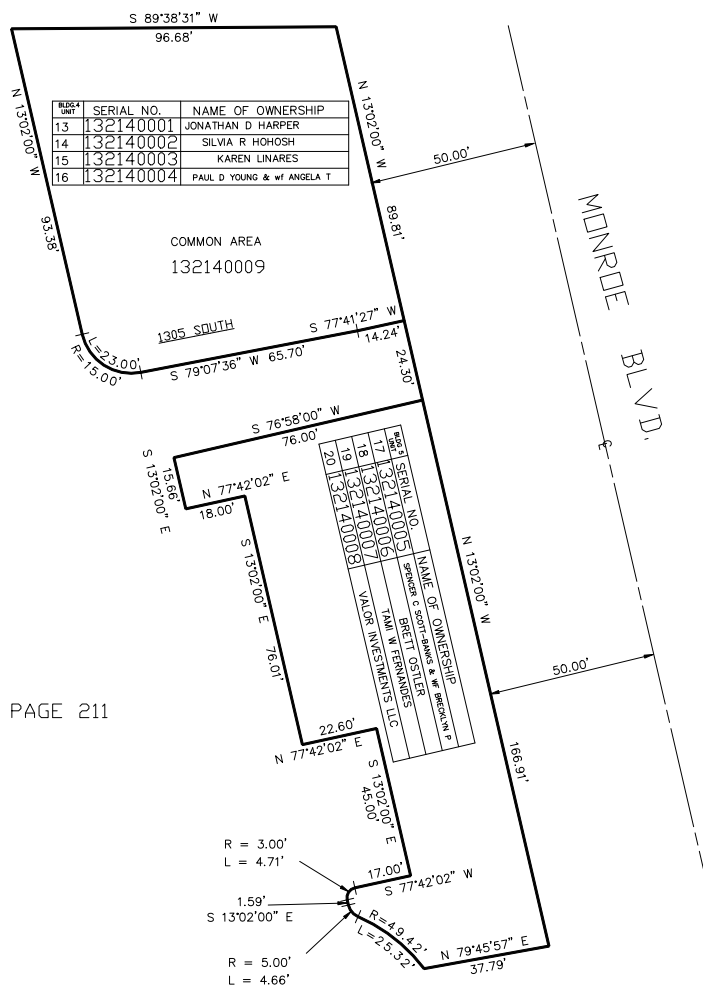 S 89°38'31" W
96.68'
N 13°02'00" W
93.38'
BLDG.4 UNIT SERIAL NO. NAME OF OWNERSHIP
13 132140001 JONATHAN D HARPER
14 132140002 SILVIA R HOHOSH
15 132140003 KAREN LINARES
16 132140004 PAUL D YOUNG & wf ANGELA T
N 13°02'00" W
89.81'
50.00'
MONROE BLVD.
COMMON AREA
132140009
1305 SOUTH
L=23.00'
R=15.00'
S 79°07'36" W 65.70'
S 77°41'27" W
14.24'
24.30'
S 76°58'00" W
76.00'
15.66'
S 13°02'00" E
N 77°42'02" E
18.00'
S 13°02'00" E
76.01'
BLDG 5 UNIT SERIAL NO. NAME OF OWNERSHIP
17 132140005 SPENCER C SCOTT-BANKS & WF BRECKLYN P
18 132140006 BRETT OSTLER
19 132140007 TAMI W FERNANDES
20 132140008 VALOR INVESTMENTS LLC
N 13°02'00" W
50.00'
166.91'
PAGE 211
22.60'
N 77°42'02" E
S 13°02'00" E
45.00'
R = 3.00'
L = 4.71'
17.00'
S 77°42'02" W
1.59'
S 13°02'00" E
R=49.42'
L=25.32'
R = 5.00'
L = 4.66'
N 79°45'57" E
37.79'